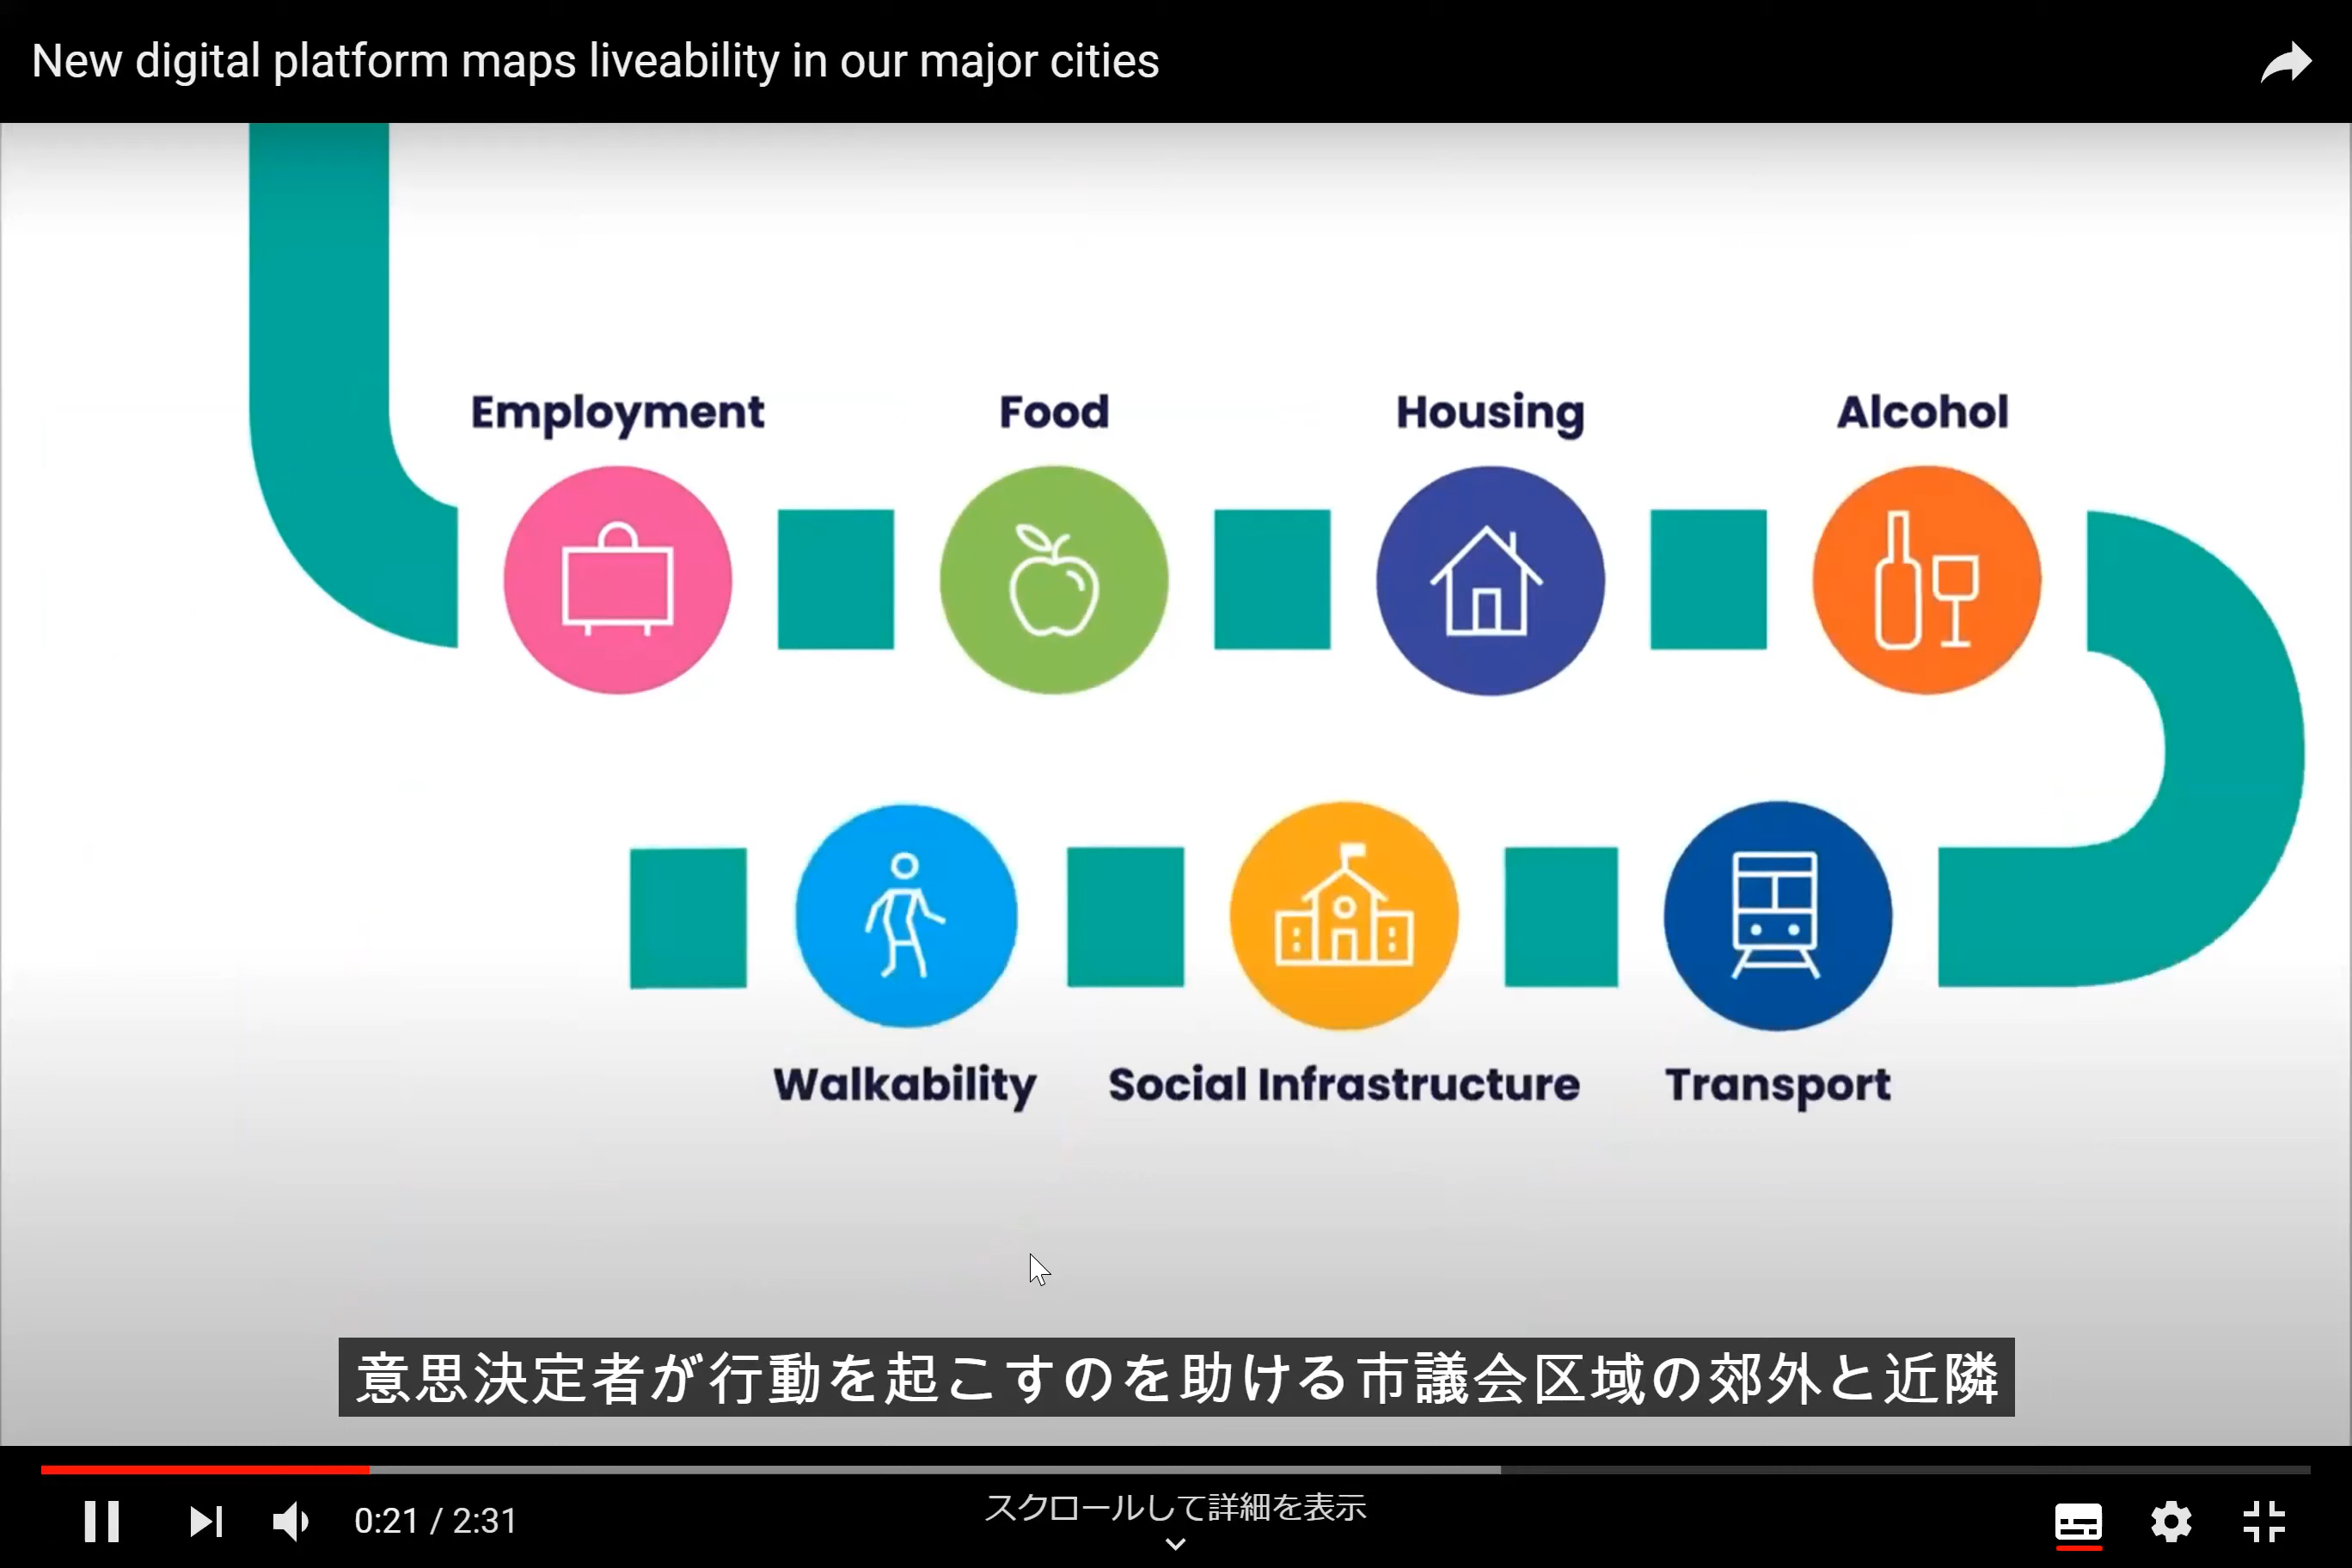 New digital platform maps liveability in our major cities
Employment
Food
Housing
Alcohol
Walkability
Social Infrastructure
Transport
意思決定者が行動を起こすのを助ける市議会区域の郊外と近隣
0:21 / 2:31
スクロールして詳細を表示